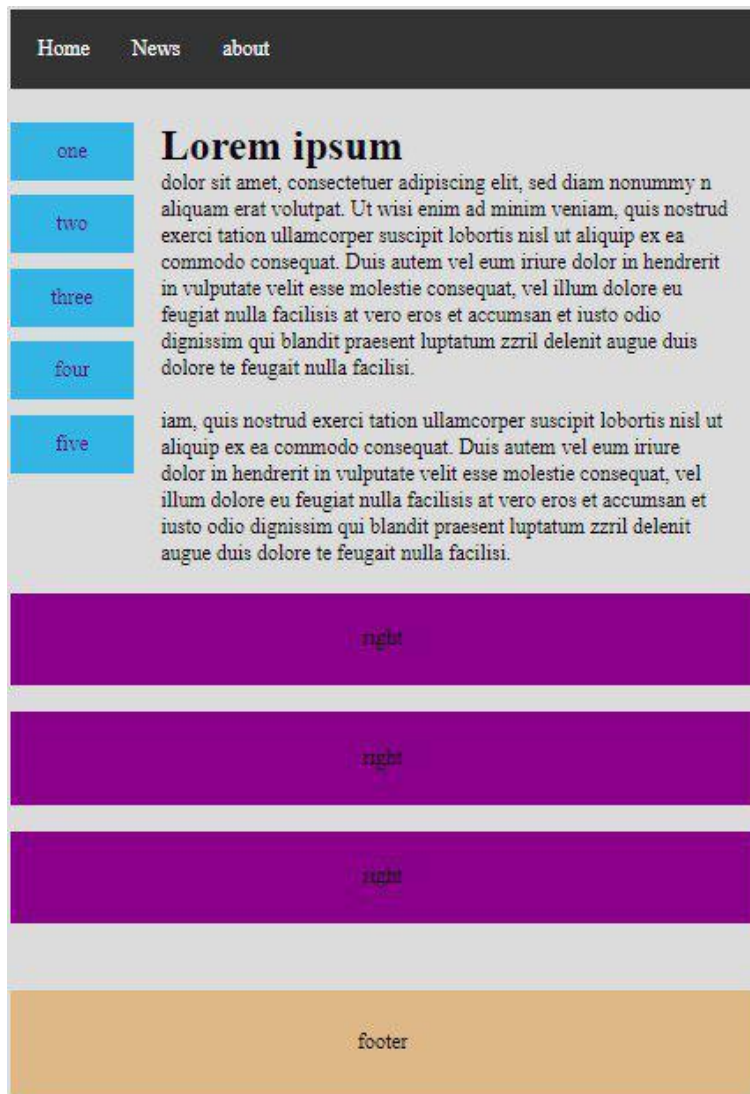 Home News about
one
two
three
four
five
Lorem ipsum
dolor sit amet, consectetuer adipiscing elit, sed diam nonummy n
aliquam erat volutpat. Ut wisi enim ad minim veniam, quis nostrud
exerci tation ullamcorper suscipit lobortis nisl ut aliquip ex ea
commodo consequat. Duis autem vel eum iriure dolor in hendrerit
in vulputate velit esse molestie consequat, vel illum dolore eu
feugiat nulla facilisis at vero eros et accumsan et iusto odio
dignissim qui blandit praesent luptatum zzril delenit augue duis
dolore te feugait nulla facilisi.
iam, quis nostrud exerci tation ullamcorper suscipit lobortis nisl ut
aliquip ex ea commodo consequat. Duis autem vel eum iriure
dolor in hendrerit in vulputate velit esse molestie consequat, vel
illum dolore eu feugiat nulla facilisis at vero eros et accumsan et
iusto odio dignissim qui blandit praesent luptatum zzril delenit
augue duis dolore te feugait nulla facilisi.
right
right
right
footer